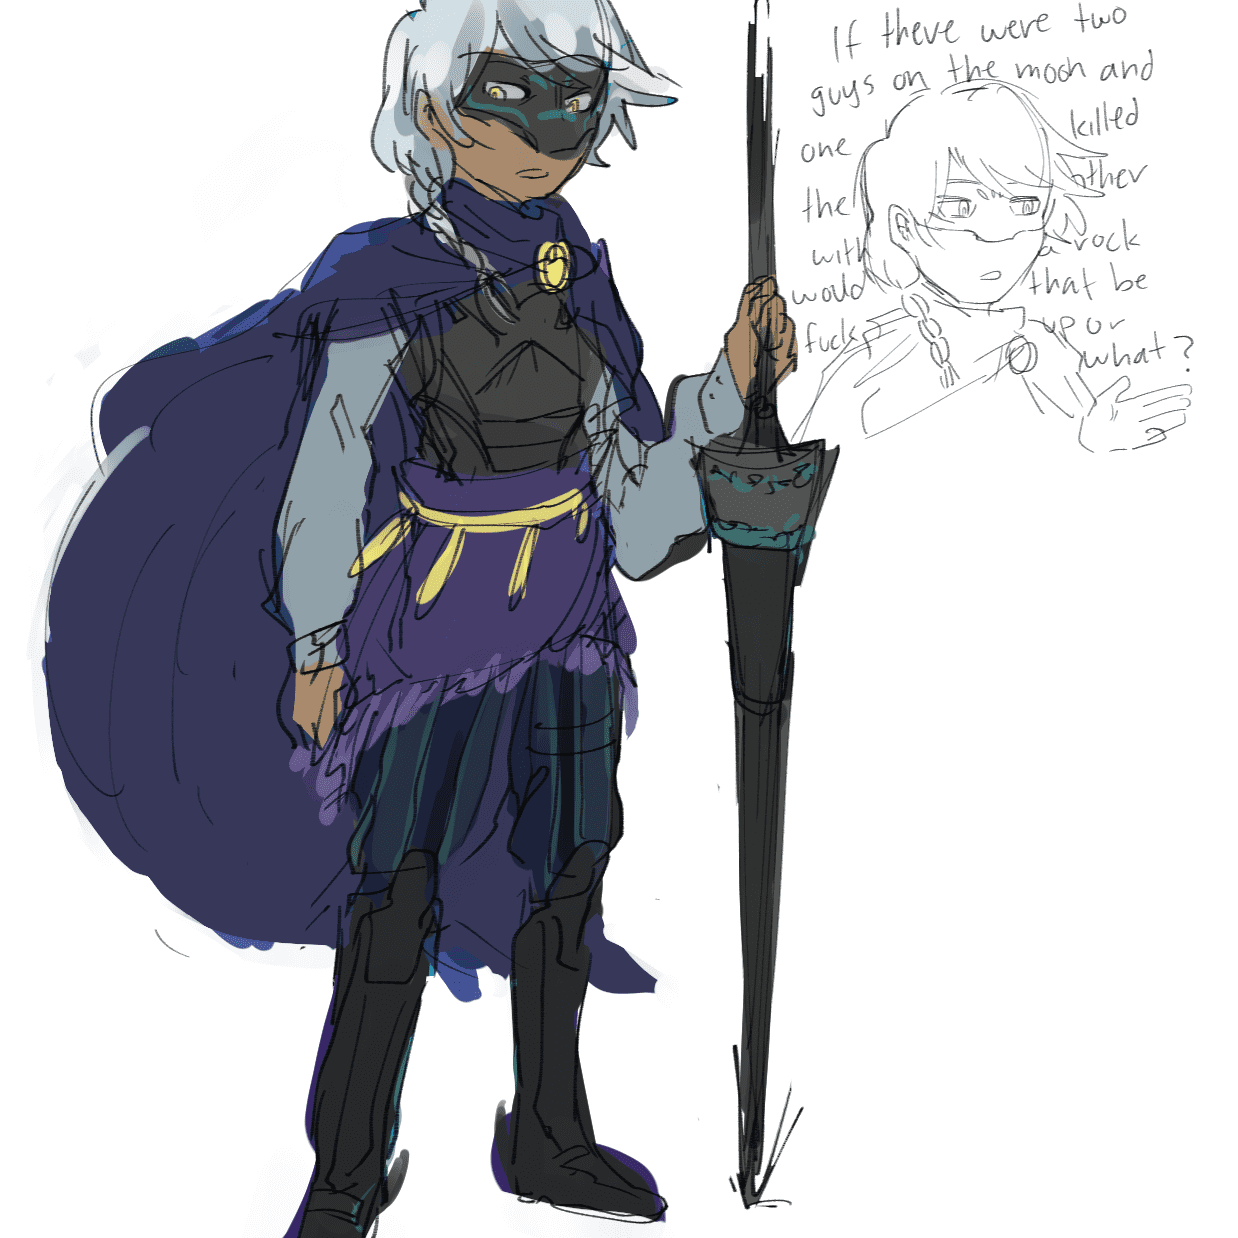 If there were two
guys on the moon and
one killed
the other
with a rock
would that be
fuckd up or
what?